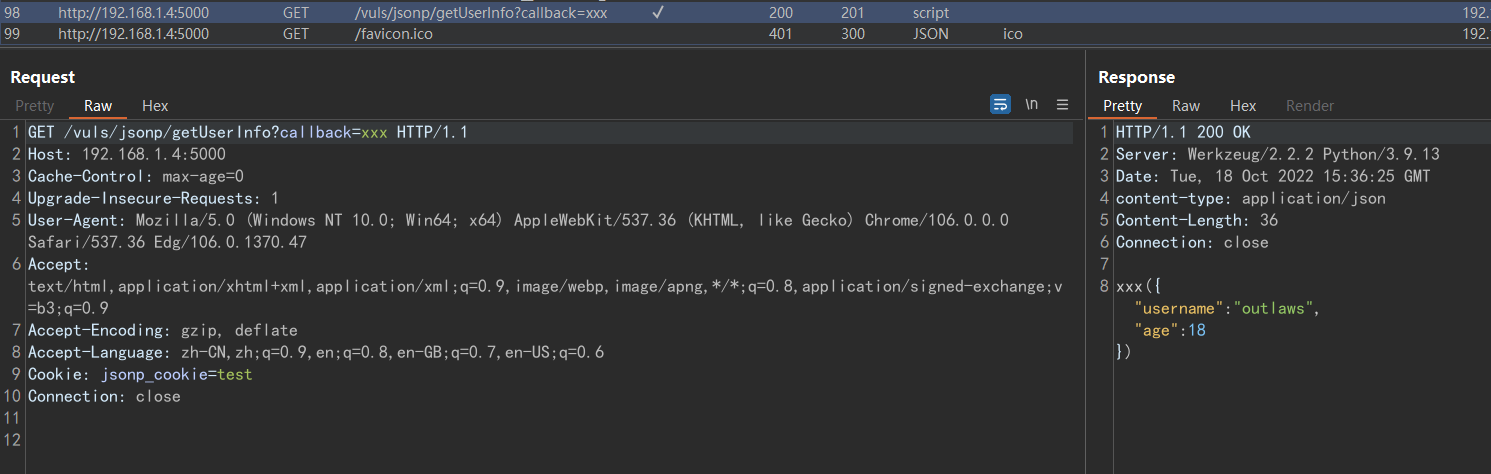 98 http://192.168.1.4:5000 GET /vuls/jsonp/getUserInfo?callback=xxx ✓ 200 201 script 192.
99 http://192.168.1.4:5000 GET /favicon.ico 401 300 JSON ico 192.
Request
Pretty Raw Hex \n
1 GET /vuls/jsonp/getUserInfo?callback=xxx HTTP/1.1
2 Host: 192.168.1.4:5000
3 Cache-Control: max-age=0
4 Upgrade-Insecure-Requests: 1
5 User-Agent: Mozilla/5.0 (Windows NT 10.0; Win64; x64) AppleWebKit/537.36 (KHTML, like Gecko) Chrome/106.0.0.0
Safari/537.36 Edg/106.0.1370.47
6 Accept:
text/html,application/xhtml+xml,application/xml;q=0.9,image/webp,image/apng,*/*;q=0.8,application/signed-exchange;v
=b3;q=0.9
7 Accept-Encoding: gzip, deflate
8 Accept-Language: zh-CN,zh;q=0.9,en;q=0.8,en-GB;q=0.7,en-US;q=0.6
9 Cookie: jsonp_cookie=test
10 Connection: close
11
12
Response
Pretty Raw Hex Render
1 HTTP/1.1 200 OK
2 Server: Werkzeug/2.2.2 Python/3.9.13
3 Date: Tue, 18 Oct 2022 15:36:25 GMT
4 content-type: application/json
5 Content-Length: 36
6 Connection: close
7
8 xxx({
"username":"outlaws",
"age":18
})